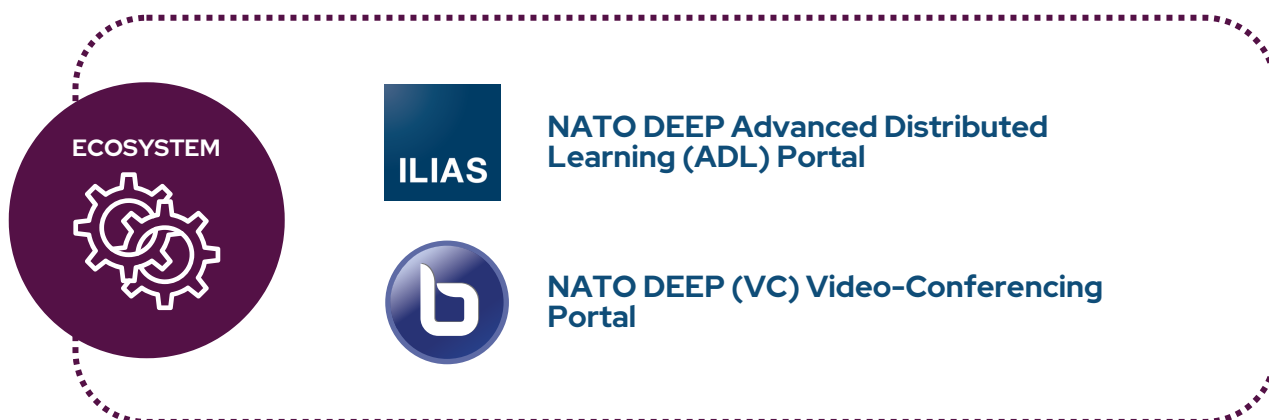 ECOSYSTEM
ILIAS
NATO DEEP Advanced Distributed
Learning (ADL) Portal
b
NATO DEEP (VC) Video-Conferencing
Portal